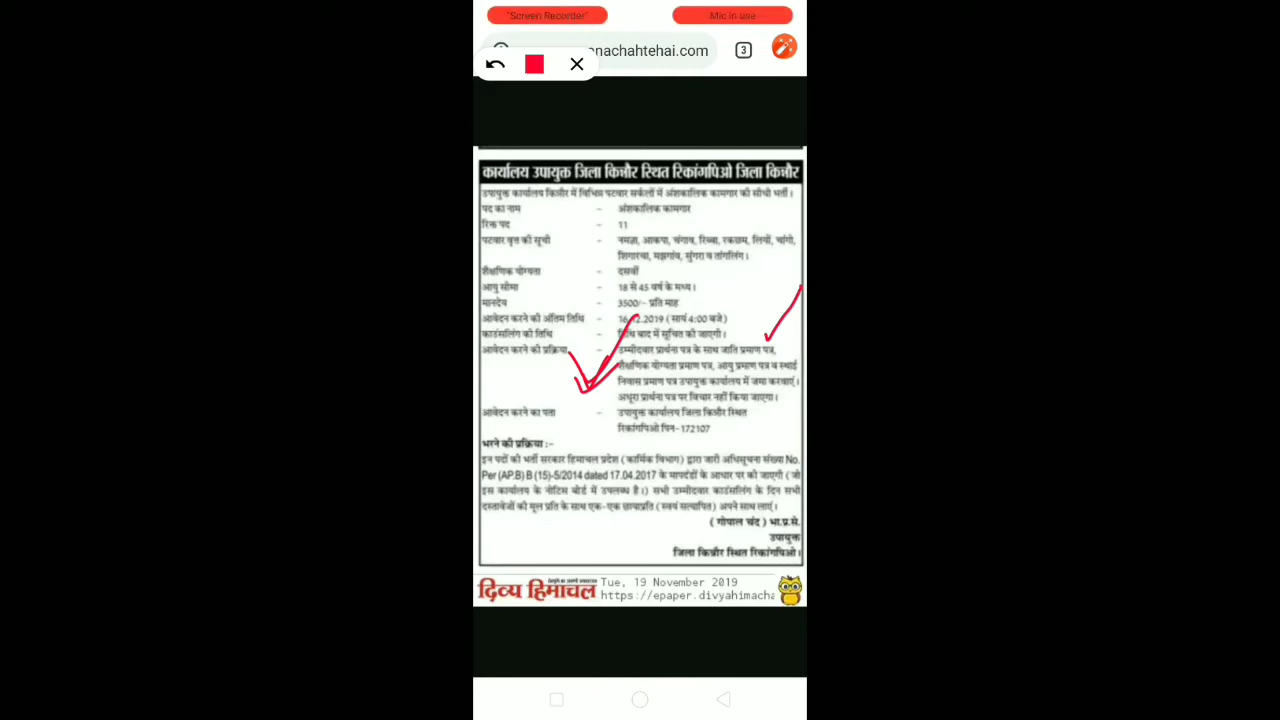 "Screen Recorder"
Mic in use
nachahtehai.com
3
कार्यालय उपायुक्त जिला किन्नौर स्थित रिकांगपिओ जिला किन्नौर
उपायुक्त कार्यालय किन्नौर में विभिन्न पटवार सर्कलों में अंशकालिक कामगार की सीधी भर्ती।
पद का नाम - अंशकालिक कामगार
रिक्त पद - 11
पटवार वृत्त की सूची - नमज्ञा, आकपा, चंगाव, रिब्बा, रकछम, लियों, चांगो,
शिगारचा, मझगांव, सुंगरा व तांगलिंग।
शैक्षणिक योग्यता - दसवीं
आयु सीमा - 18 से 45 वर्ष के मध्य।
मानदेय - 3500/- प्रति माह
आवेदन करने की अंतिम तिथि - 16.12.2019 (सायं 4:00 बजे)
काउंसलिंग की तिथि - तिथि बाद में सूचित की जाएगी।
आवेदन करने की प्रक्रिया - उम्मीदवार प्रार्थना पत्र के साथ जाति प्रमाण पत्र,
शैक्षणिक योग्यता प्रमाण पत्र, आयु प्रमाण पत्र व स्थाई
निवास प्रमाण पत्र उपायुक्त कार्यालय में जमा करवाएं।
अधूरा प्रार्थना पत्र पर विचार नहीं किया जाएगा।
आवेदन करने का पता - उपायुक्त कार्यालय जिला किन्नौर स्थित
रिकांगपिओ पिन-172107
भरने की प्रक्रिया :-
इन पदों की भर्ती सरकार हिमाचल प्रदेश (कार्मिक विभाग) द्वारा जारी अधिसूचना संख्या No.
Per (AP.B) B (15)-5/2014 dated 17.04.2017 के मापदंडों के आधार पर की जाएगी (जो
इस कार्यालय के नोटिस बोर्ड में उपलब्ध है।) सभी उम्मीदवार काउंसलिंग के दिन सभी
दस्तावेजों की मूल प्रति के साथ एक-एक छायाप्रति (स्वयं सत्यापित) अपने साथ लाएं।
( गोपाल चंद ) भा.प्र.से.
उपायुक्त
जिला किन्नौर स्थित रिकांगपिओ।
दिव्य हिमाचल Tue, 19 November 2019
https://epaper.divyahimacha